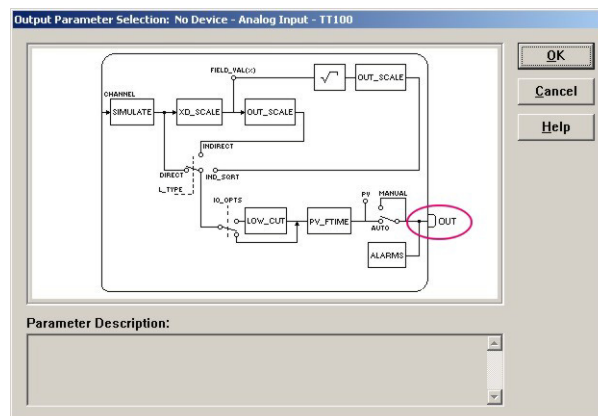 Output Parameter Selection: No Device - Analog Input - TT100
OK
Cancel
Help
FIELD_VAL(%)
OUT_SCALE
CHANNEL
SIMULATE
XD_SCALE
OUT_SCALE
INDIRECT
DIRECT
IND_SQRT
L_TYPE
IO_OPTS
PV
MANUAL
LOW_CUT
PV_FTIME
OUT
AUTO
ALARMS
Parameter Description: